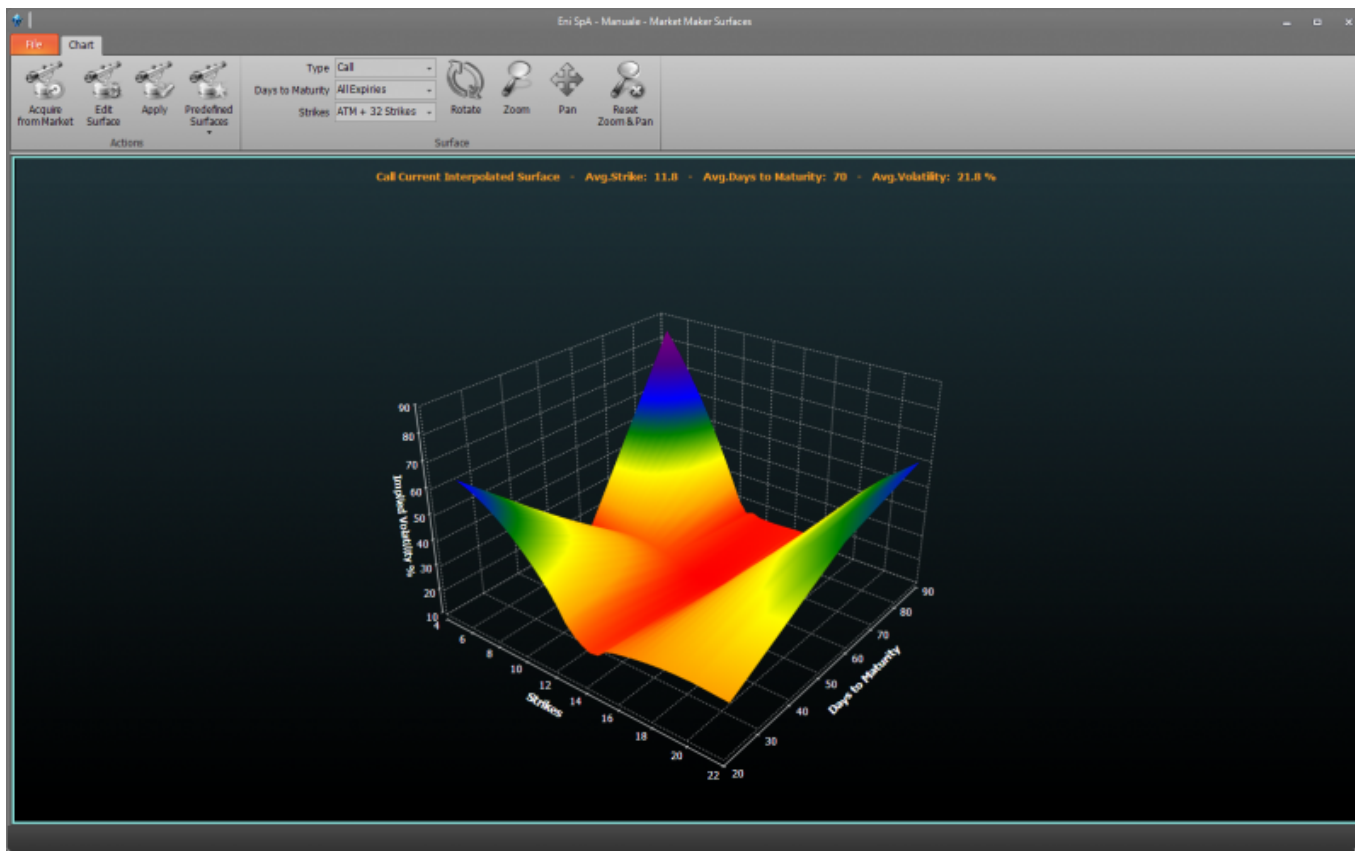 Eni SpA - Manuale - Market Maker Surfaces
File Chart
Type Call
Days to Maturity All Expiries
Strikes ATM + 32 Strikes
Acquire from Market
Edit Surface
Apply
Predefined Surfaces
Rotate
Zoom
Pan
Reset Zoom & Pan
Actions
Surface
Call Current Interpolated Surface - Avg.Strike: 11.8 - Avg.Days to Maturity: 70 - Avg.Volatility: 21.8 %
90
80
70
60
50
40
30
20
10
Implied Volatility %
4
6
8
10
12
14
16
18
20
22
Strikes
20
30
40
50
60
70
80
90
Days to Maturity